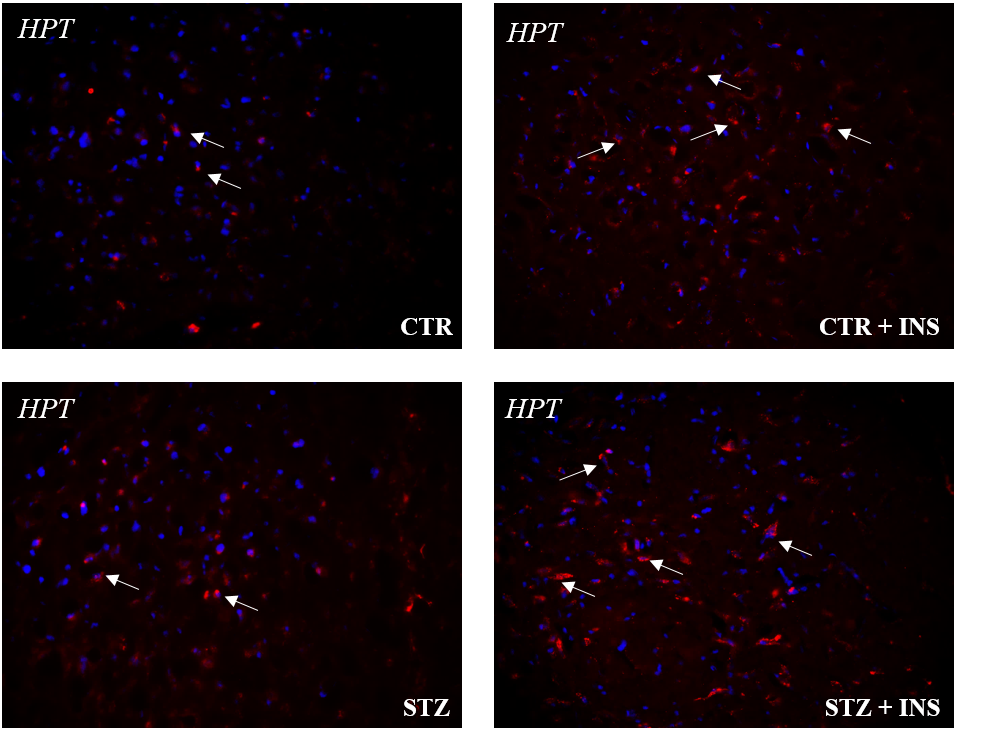 HPT
CTR
HPT
CTR + INS
HPT
STZ
HPT
STZ + INS